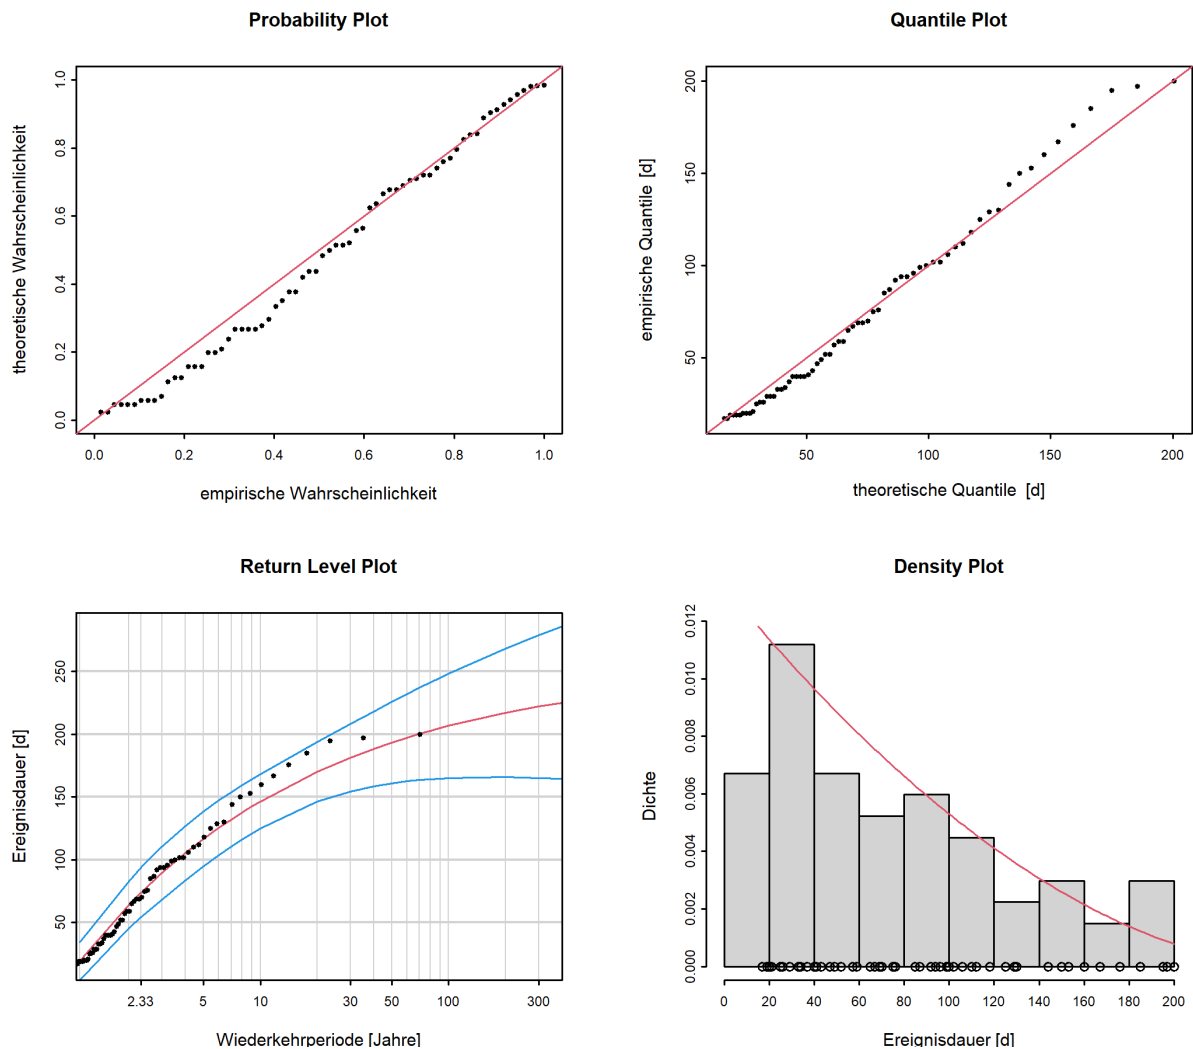 Probability Plot
1.0
0.8
0.6
0.4
0.2
0.0
theoretische Wahrscheinlichkeit
0.0 0.2 0.4 0.6 0.8 1.0
empirische Wahrscheinlichkeit
Quantile Plot
200
150
100
50
empirische Quantile [d]
50 100 150 200
theoretische Quantile [d]
Return Level Plot
250
200
150
100
50
Ereignisdauer [d]
2.33 5 10 30 50 100 300
Wiederkehrperiode [Jahre]
Density Plot
0.012
0.010
0.008
0.006
0.004
0.002
0.000
Dichte
0 20 40 60 80 100 120 140 160 180 200
Ereignisdauer [d]